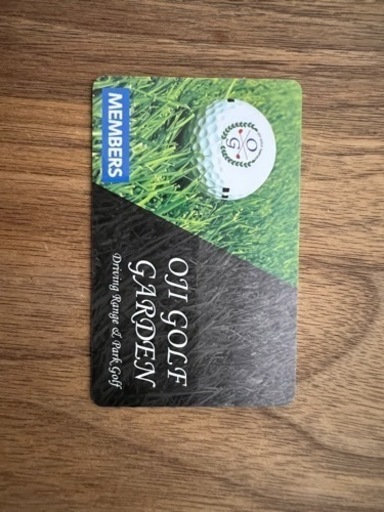 MEMBERS
O G
OJI GOLF
GARDEN
Driving Range & Park Golf